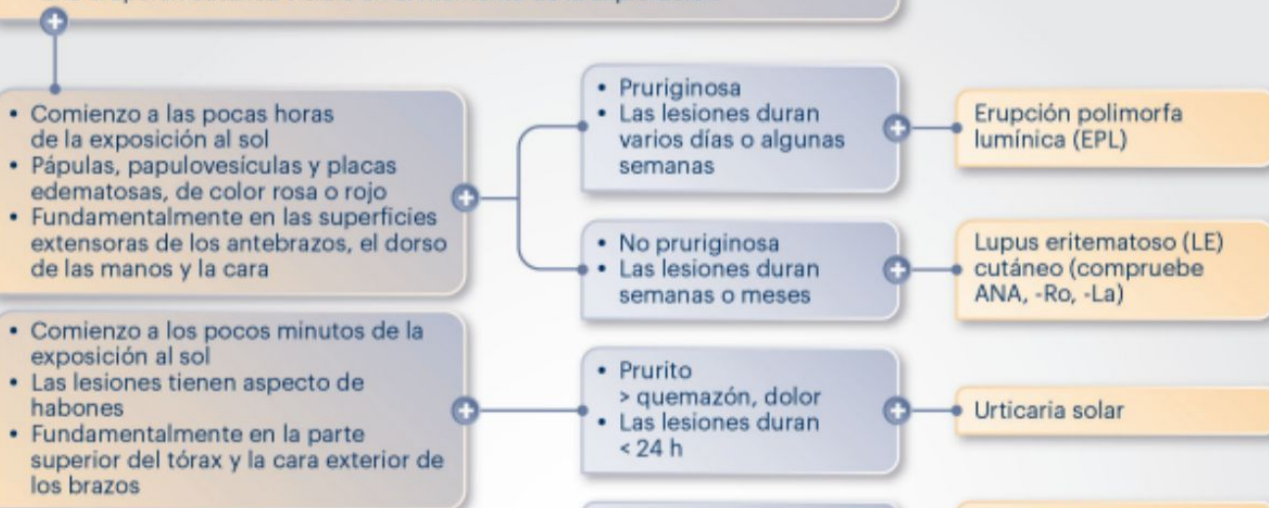 • Comienzo a las pocas horas
de la exposición al sol
• Pápulas, papulovesículas y placas
edematosas, de color rosa o rojo
• Fundamentalmente en las superficies
extensoras de los antebrazos, el dorso
de las manos y la cara
• Pruriginosa
• Las lesiones duran
varios días o algunas
semanas
Erupción polimorfa
lumínica (EPL)
• No pruriginosa
• Las lesiones duran
semanas o meses
Lupus eritematoso (LE)
cutáneo (compruebe
ANA, -Ro, -La)
• Comienzo a los pocos minutos de la
exposición al sol
• Las lesiones tienen aspecto de
habones
• Fundamentalmente en la parte
superior del tórax y la cara exterior de
los brazos
• Prurito
> quemazón, dolor
• Las lesiones duran
< 24 h
Urticaria solar